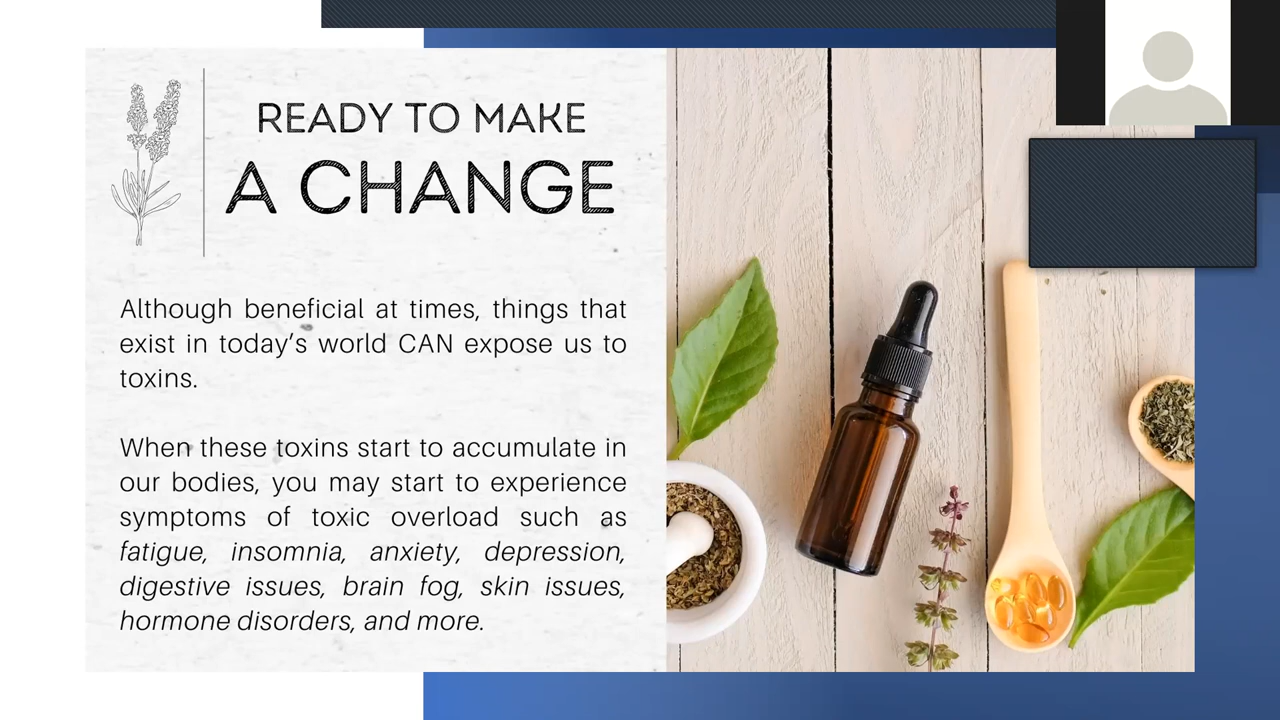 READY TO MAKE
A CHANGE
Although beneficial at times, things that
exist in today’s world CAN expose us to
toxins.
When these toxins start to accumulate in
our bodies, you may start to experience
symptoms of toxic overload such as
fatigue, insomnia, anxiety, depression,
digestive issues, brain fog, skin issues,
hormone disorders, and more.